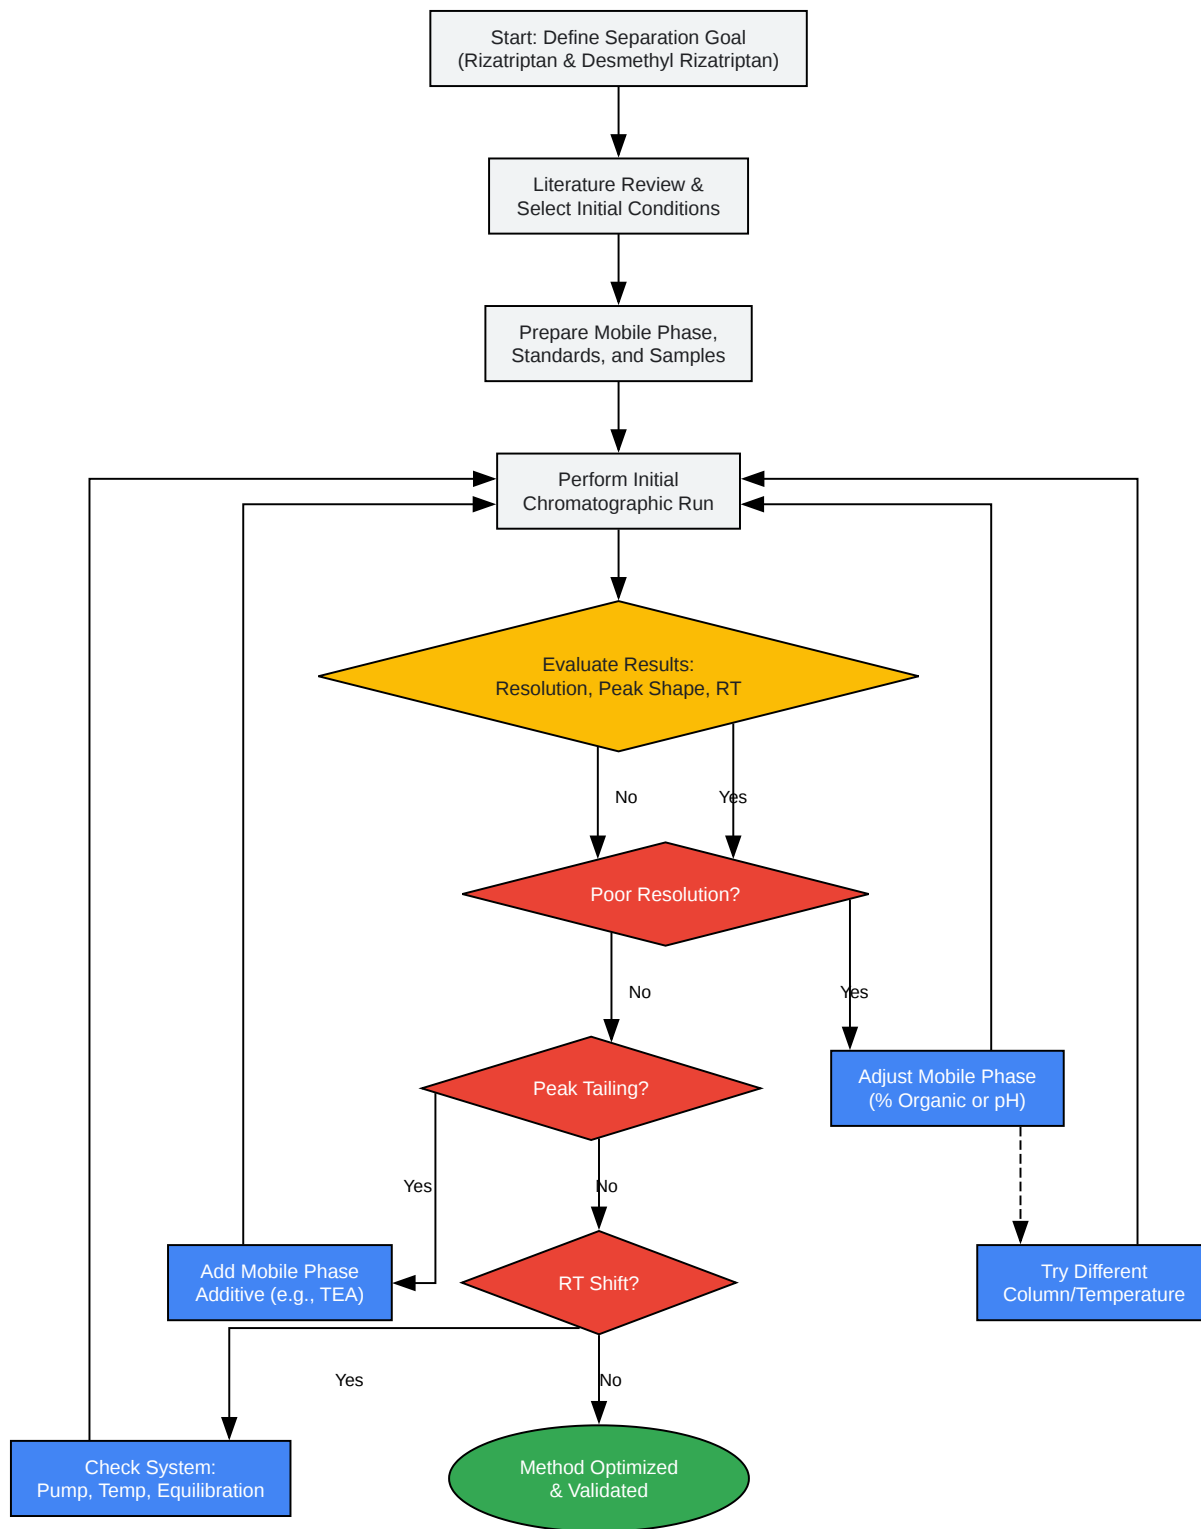 Start: Define Separation Goal
(Rizatriptan & Desmethyl Rizatriptan)
Literature Review &
Select Initial Conditions
Prepare Mobile Phase,
Standards, and Samples
Perform Initial
Chromatographic Run
Evaluate Results:
Resolution, Peak Shape, RT
No
Yes
Poor Resolution?
No
Yes
Peak Tailing?
Adjust Mobile Phase
(% Organic or pH)
Yes
No
Add Mobile Phase
Additive (e.g., TEA)
RT Shift?
Try Different
Column/Temperature
Yes
No
Check System:
Pump, Temp, Equilibration
Method Optimized
& Validated